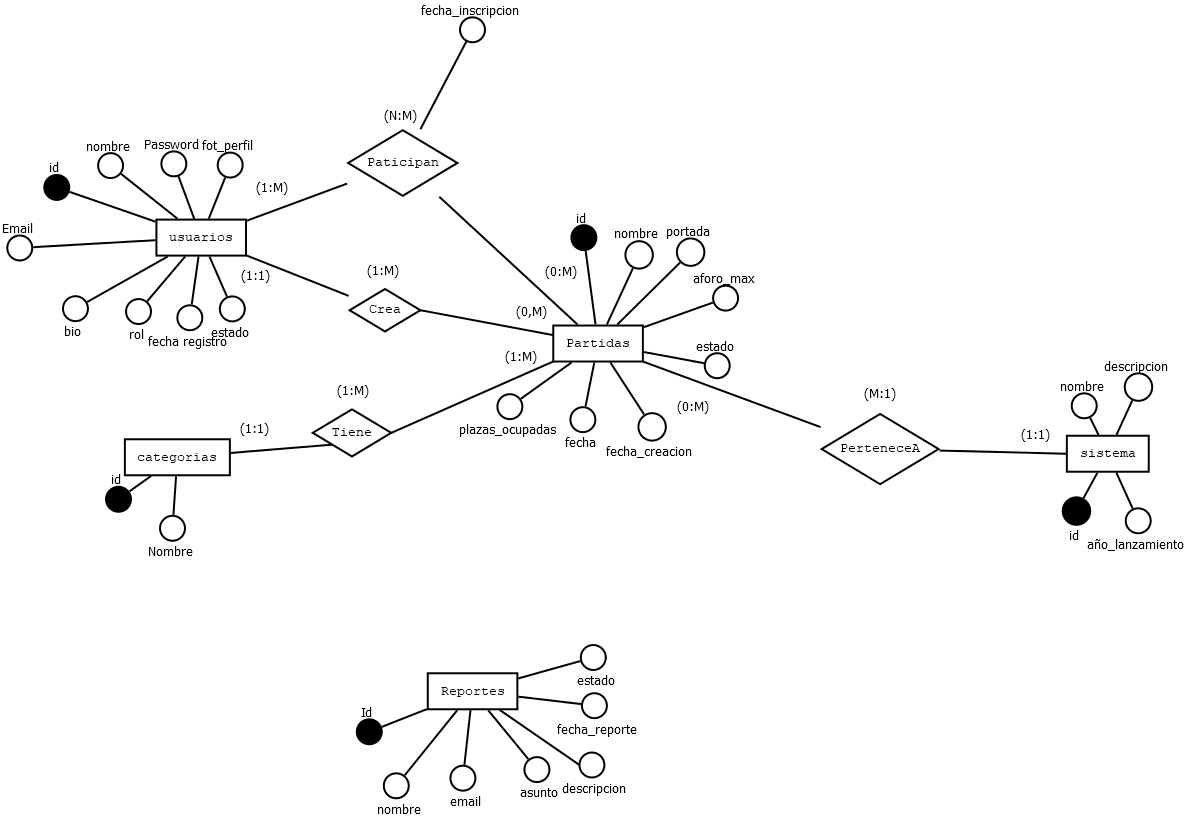 fecha_inscripcion
(N:M)
Paticipan
nombre
Password
fot_perfil
id
(1:M)
Email
usuarios
(1:1)
(1:M)
Crea
bio
rol
fecha registro
estado
id
nombre
portada
(0:M)
aforo_max
(0,M)
Partidas
estado
(1:M)
plazas_ocupadas
fecha
fecha_creacion
(0:M)
(M:1)
PerteneceA
(1:1)
nombre
descripcion
sistema
id
año_lanzamiento
(1:M)
Tiene
(1:1)
categorias
id
Nombre
Reportes
estado
fecha_reporte
Id
nombre
email
asunto
descripcion